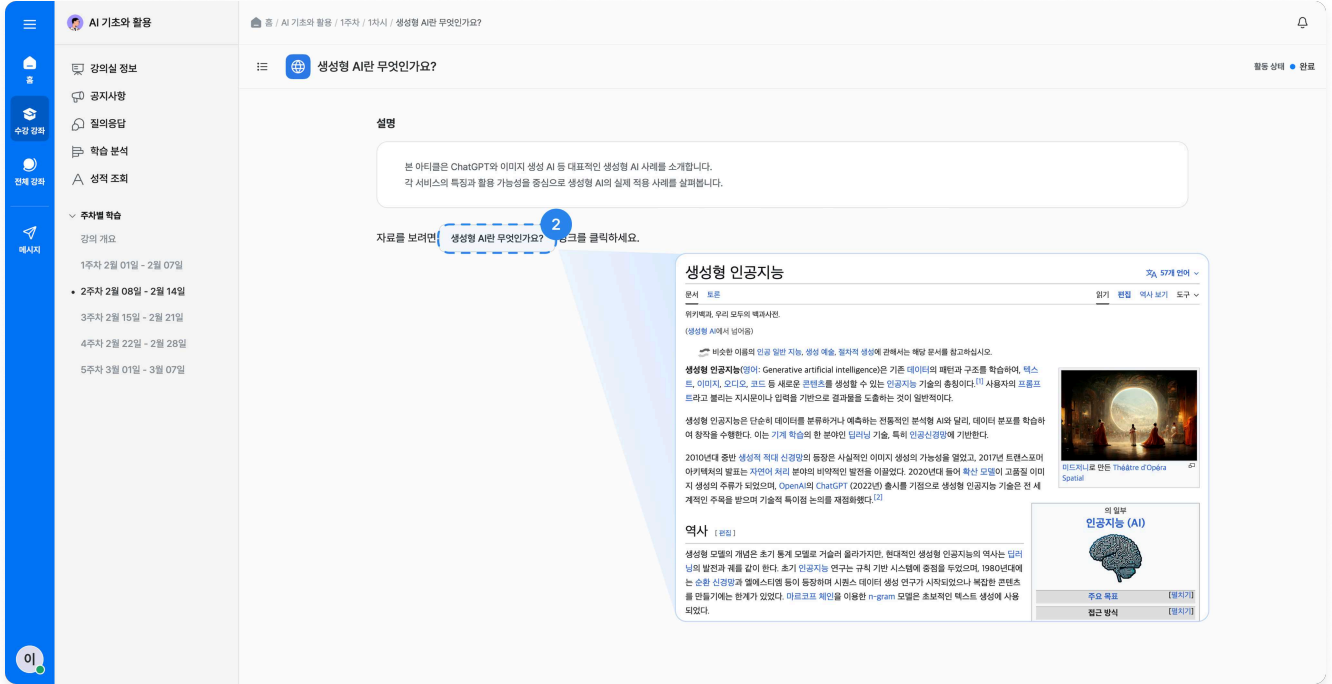 AI 기초와 활용
홈 / AI 기초와 활용 / 1주차 / 1차시 / 생성형 AI란 무엇인가요?
홈
수강 강좌
전체 강좌
메시지
이
강의실 정보
공지사항
질의응답
학습 분석
성적 조회
주차별 학습
강의 개요
1주차 2월 01일 - 2월 07일
2주차 2월 08일 - 2월 14일
3주차 2월 15일 - 2월 21일
4주차 2월 22일 - 2월 28일
5주차 3월 01일 - 3월 07일
생성형 AI란 무엇인가요?
활동 상태 완료
설명
본 아티클은 ChatGPT와 이미지 생성 AI 등 대표적인 생성형 AI 사례를 소개합니다.
각 서비스의 특징과 활용 가능성을 중심으로 생성형 AI의 실제 적용 사례를 살펴봅니다.
2
자료를 보려면 생성형 AI란 무엇인가요? 크를 클릭하세요.
생성형 인공지능
57개 언어
문서 토론
읽기 편집 역사 보기 도구
위키백과, 우리 모두의 백과사전.
(생성형 AI에서 넘어옴)
비슷한 이름의 인공 일반 지능, 생성 예술, 절차적 생성에 관해서는 해당 문서를 참고하십시오.
생성형 인공지능(영어: Generative artificial intelligence)은 기존 데이터의 패턴과 구조를 학습하여, 텍스
트, 이미지, 오디오, 코드 등 새로운 콘텐츠를 생성할 수 있는 인공지능 기술의 총칭이다.[1] 사용자의 프롬프
트라고 불리는 지시문이나 입력을 기반으로 결과물을 도출하는 것이 일반적이다.
생성형 인공지능은 단순히 데이터를 분류하거나 예측하는 전통적인 분석형 AI와 달리, 데이터 분포를 학습하
여 창작을 수행한다. 이는 기계 학습의 한 분야인 딥러닝 기술, 특히 인공신경망에 기반한다.
2010년대 중반 생성적 적대 신경망의 등장은 사실적인 이미지 생성의 가능성을 열었고, 2017년 트랜스포머
아키텍처의 발표는 자연어 처리 분야의 비약적인 발전을 이끌었다. 2020년대 들어 확산 모델이 고품질 이미
지 생성의 주류가 되었으며, OpenAI의 ChatGPT (2022년) 출시를 기점으로 생성형 인공지능 기술은 전 세
계적인 주목을 받으며 기술적 특이점 논의를 재점화했다.[2]
미드저니로 만든 Théâtre d'Opéra
Spatial
역사 [편집]
생성형 모델의 개념은 초기 통계 모델로 거슬러 올라가지만, 현대적인 생성형 인공지능의 역사는 딥러
닝의 발전과 궤를 같이 한다. 초기 인공지능 연구는 규칙 기반 시스템에 중점을 두었으며, 1980년대에
는 순환 신경망과 엘에스티엠 등이 등장하며 시퀀스 데이터 생성 연구가 시작되었으나 복잡한 콘텐츠
를 만들기에는 한계가 있었다. 마르코프 체인을 이용한 n-gram 모델은 초보적인 텍스트 생성에 사용
되었다.
의 일부
인공지능 (AI)
주요 목표 [펼치기]
접근 방식 [펼치기]